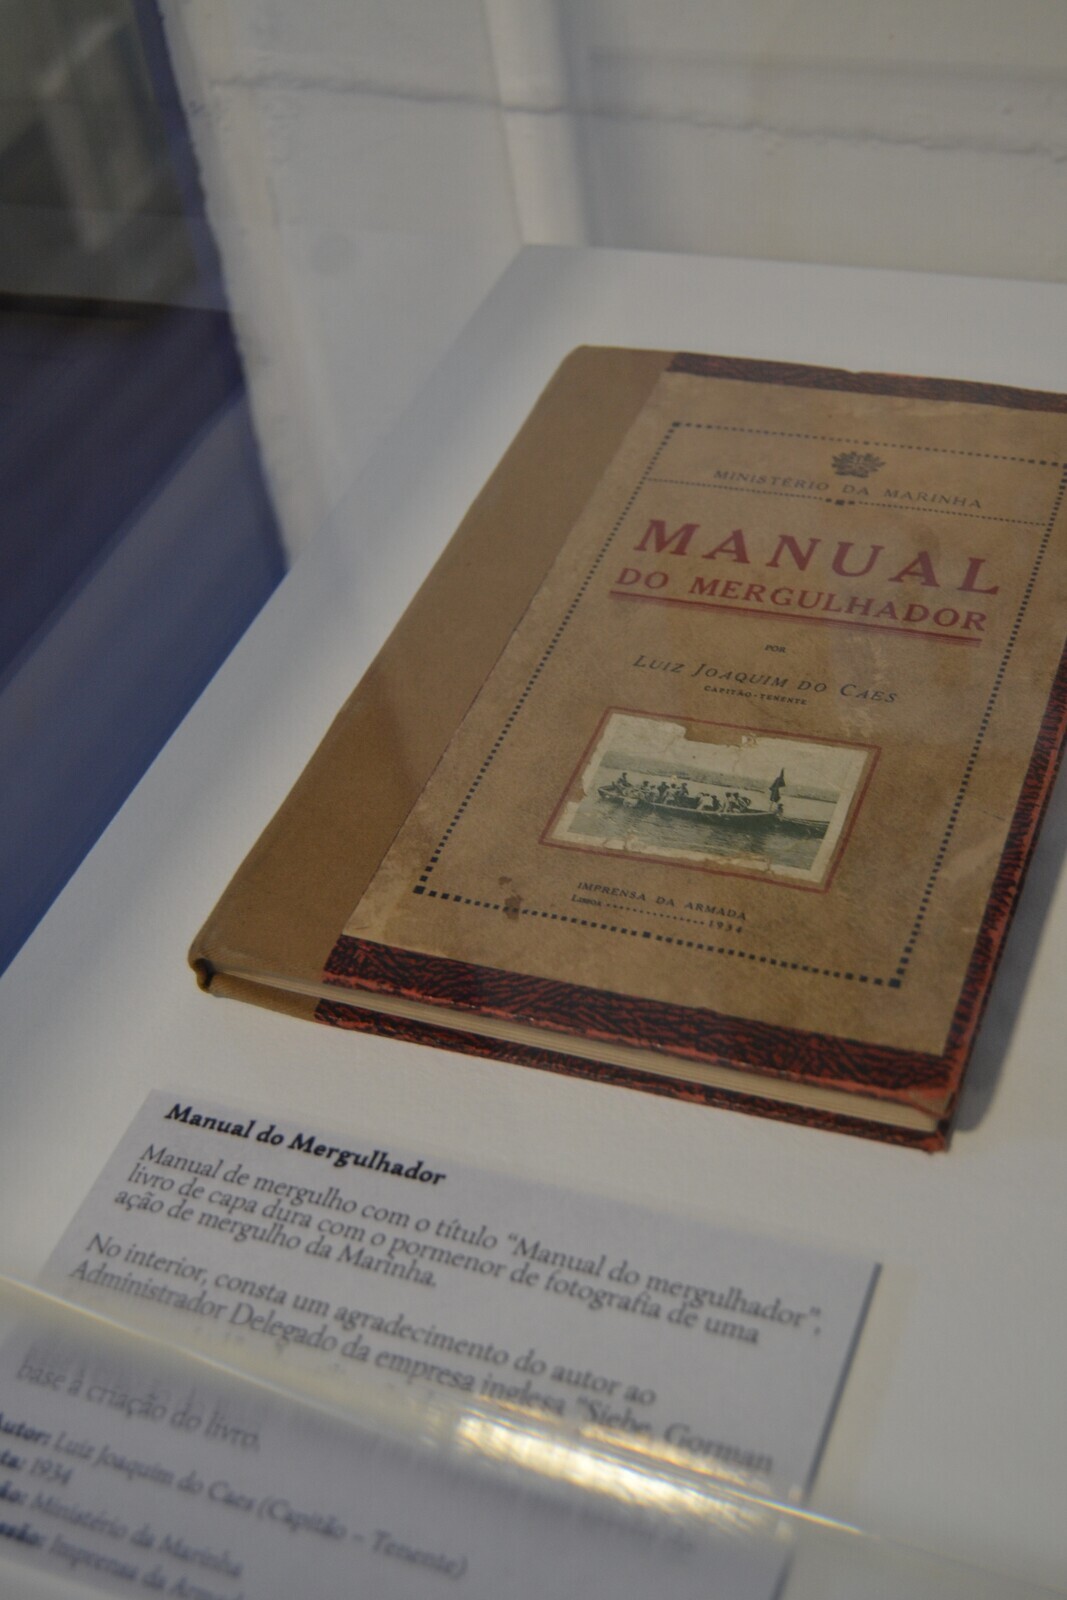 MINISTÉRIO DA MARINHA
MANUAL
DO MERGULHADOR
POR
LUIZ JOAQUIM DO CAES
CAPITÃO-TENENTE
IMPRENSA DA ARMADA
Lisboa 1934
Manual do Mergulhador
Manual de mergulho com o título "Manual do mergulhador",
livro de capa dura com o pormenor de fotografia de uma
ação de mergulho da Marinha.
No interior, consta um agradecimento do autor ao
Administrador Delegado da empresa inglesa "Siebe, Gorman
base à criação do livro.
Autor: Luiz Joaquim do Caes (Capitão - Tenente)
1934
Ministério da Marinha
Imprensa da